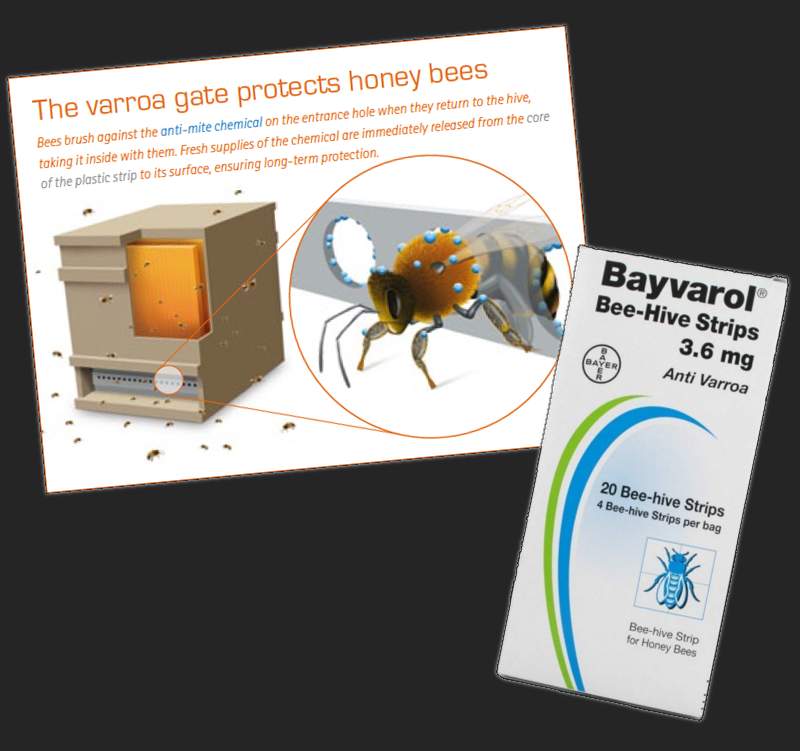 The varroa gate protects honey bees
Bees brush against the anti-mite chemical on the entrance hole when they return to the hive,
taking it inside with them. Fresh supplies of the chemical are immediately released from the core
of the plastic strip to its surface, ensuring long-term protection.
Bayvarol®
Bee-Hive Strips
3.6 mg
Anti Varroa
BAYER
BAYER
20 Bee-hive Strips
4 Bee-hive Strips per bag
Bee-hive Strip
for Honey Bees